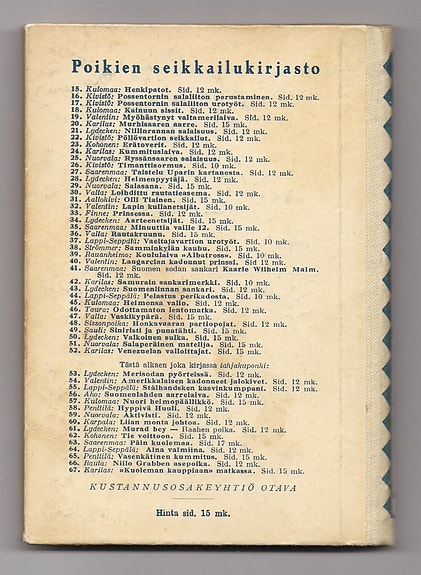 Poikien seikkailukirjasto
15. Kulomaa: Henkipatot. Sid. 12 mk.
16. Kivistö: Possentornin salaliiton perustaminen. Sid. 12 mk.
17. Kivistö: Possentornin salaliiton urotyöt. Sid. 12 mk.
18. Kulomaa: Kainuun sissit. Sid. 12 mk.
19. Valentin: Myöhästynyt valtamerilaiva. Sid. 12 mk.
20. Karilas: Murhisaaren aarre. Sid. 15 mk.
21. Lydecken: Niilinrannan salaisuus. Sid. 12 mk.
22. Kivistö: Pöllövartion seikkailut. Sid. 12 mk.
23. Kohonen: Erätoverit. Sid. 12 mk.
24. Karilas: Kummituslaiva. Sid. 12 mk.
25. Nuorvala: Ryssänsaaren salaisuus. Sid. 12 mk.
26. Kivistö: Timanttisormus. Sid. 10 mk.
27. Saarenmaa: Taistelu Uparin kartanosta. Sid. 12 mk.
28. Lydecken: Helmenpyytäjä. Sid. 12 mk.
29. Nuorvala: Salasana. Sid. 15 mk.
30. Valta: Loihdittu rautatieasema. Sid. 12 mk.
31. Aaltokivi: Olli Tiainen. Sid. 15 mk.
32. Valentin: Lapin kullanetsijät. Sid. 10 mk.
33. Finne: Prinsessa. Sid. 12 mk.
34. Lydecken: Aarteenetsijät. Sid. 12 mk.
35. Saarenmaa: Minuuttia vaille 12. Sid. 15 mk.
36. Valta: Rautakruunu. Sid. 15 mk.
37. Lappi-Seppälä: Vaeltajavartion urotyöt. Sid. 10 mk.
38. Strömmer: Samminkylän kauhu. Sid. 15 mk.
39. Rauanheimo: Koululaiva »Albatross». Sid. 10 mk.
40. Valentin: Langarelan kadonnut prinssi. Sid. 12 mk.
41. Saarenmaa: Suomen sodan sankari Kaarle Wilhelm Malm.
Sid. 12 mk.
42. Karilas: Samurain sankarimerkki. Sid. 10 mk.
43. Lydecken: Suomenlinnan sankari. Sid. 12 mk.
44. Lappi-Seppälä: Pelastus perikadosta. Sid. 10 mk.
45. Kulomaa: Heimonsa valio. Sid. 12 mk.
46. Taura: Odottamaton lentomatka. Sid. 12 mk.
47. Valta: Vaskikypärä. Sid. 15 mk.
48. Sissonpoika: Honkavaaran partiopojat. Sid. 12 mk.
49. Sauli: Siniristi ja punatähti. Sid. 10 mk.
50. Lydecken: Valkoinen sulka. Sid. 15 mk.
51. Nuorvala: Salaperäinen matelija. Sid. 15 mk.
52. Karilas: Venezuelan valloittajat. Sid. 15 mk.
Tästä alkaen joka kirjassa lahjakuponki:
53. Lydecken: Merisodan pyörteissä. Sid. 12 mk.
54. Valentin: Amerikkalaisen kadonneet jalokivet. Sid. 12 mk.
55. Lappi-Seppälä: Stålhandsken kasvinkumppani. Sid. 12 mk.
56. Aho: Suomenlahden aarrelaiva. Sid. 12 mk.
57. Kulomaa: Nuori heimopäällikkö. Sid. 15 mk.
58. Penttilä: Hyppivä Huuli. Sid. 12 mk.
59. Nuorvala: Aktivisti. Sid. 12 mk.
60. Karpala: Liian monta johtoa. Sid. 12 mk.
61. Lydecken: Murad bey — Raahen poika. Sid. 12 mk.
62. Kohonen: Tie voittoon. Sid. 15 mk.
63. Saarenmaa: Päin kuolemaa. Sid. 17 mk.
64. Lappi-Seppälä: Aina valmiina. Sid. 12 mk.
65. Penttilä: Vasenkätinen kummitus. Sid. 15 mk.
66. Rauta: Niilo Grabben asepoika. Sid. 12 mk.
67. Karilas: »Kuoleman kauppiaan» matkassa. Sid. 15 mk.
KUSTANNUSOSAKEYHTIÖ OTAVA
Hinta sid. 15 mk.